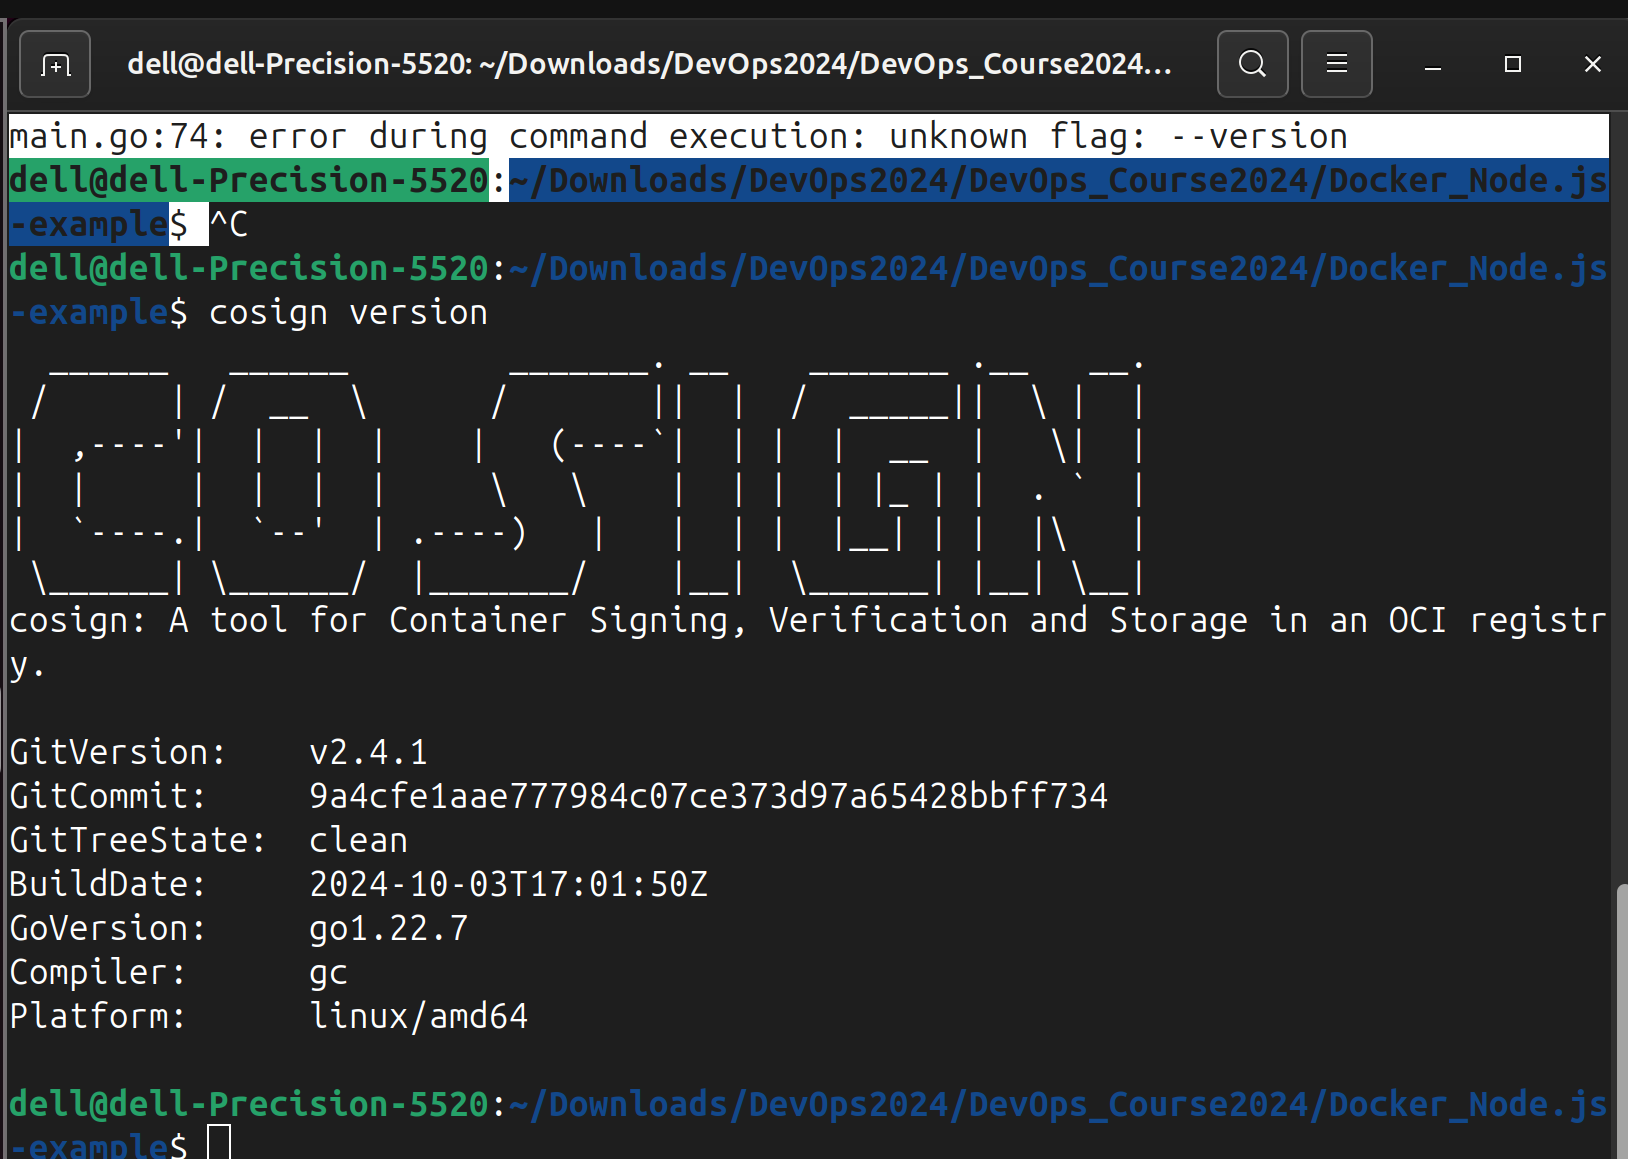 dell@dell-Precision-5520: ~/Downloads/DevOps2024/DevOps_Course2024...
main.go:74: error during command execution: unknown flag: --version
dell@dell-Precision-5520:~/Downloads/DevOps2024/DevOps_Course2024/Docker_Node.js
-example$ ^C
dell@dell-Precision-5520:~/Downloads/DevOps2024/DevOps_Course2024/Docker_Node.js
-example$ cosign version
COSIGN
cosign: A tool for Container Signing, Verification and Storage in an OCI registr
y.
GitVersion:    v2.4.1
GitCommit:     9a4cfe1aae777984c07ce373d97a65428bbff734
GitTreeState:  clean
BuildDate:     2024-10-03T17:01:50Z
GoVersion:     go1.22.7
Compiler:      gc
Platform:      linux/amd64
dell@dell-Precision-5520:~/Downloads/DevOps2024/DevOps_Course2024/Docker_Node.js
-example$